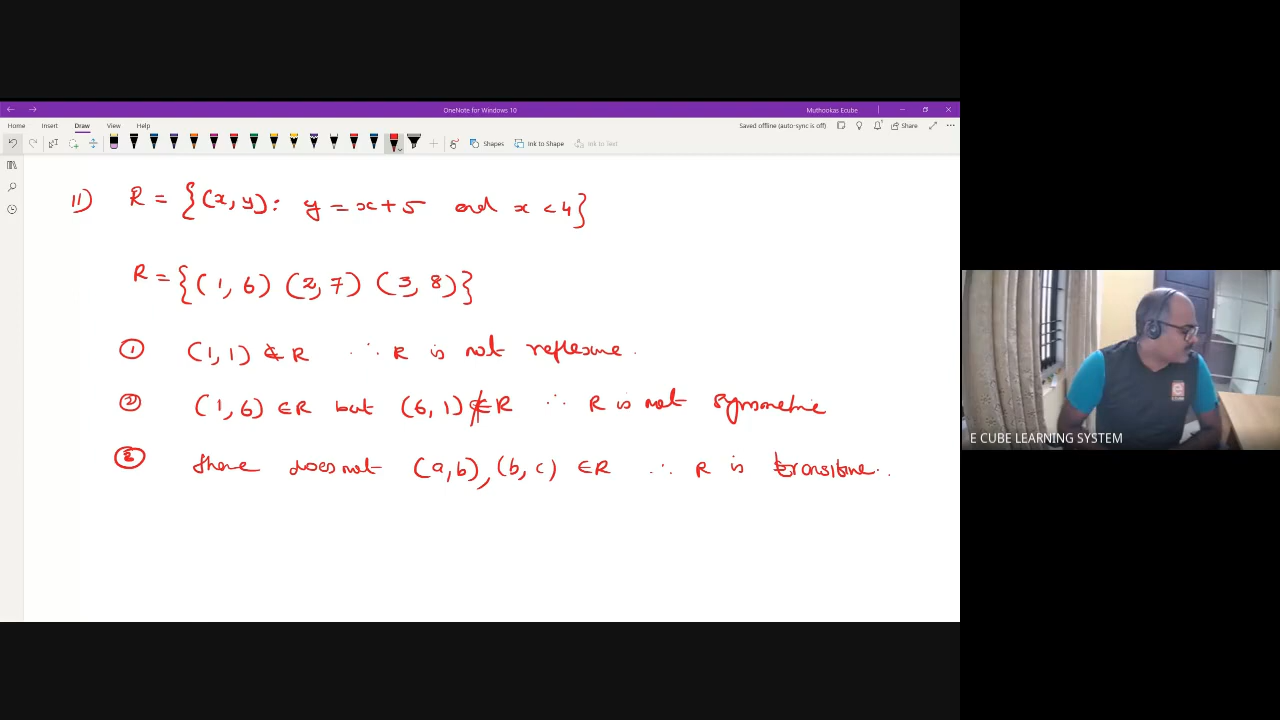 OneNote for Windows 10
Muthookas Ecube
Home Insert Draw View Help
Saved offline (auto-sync is off)
Share
Shapes
Ink to Shape
Ink to Text
11) R = {(x, y) : y = x + 5 and x < 4}
R = {(1, 6) (2, 7) (3, 8)}
① (1, 1) ∉ R ∴ R is not reflexive.
② (1, 6) ∈ R but (6, 1) ∉ R ∴ R is not symmetric
③ there does not (a, b), (b, c) ∈ R ∴ R is transitive.
e
E CUBE LEARNING SYSTEM